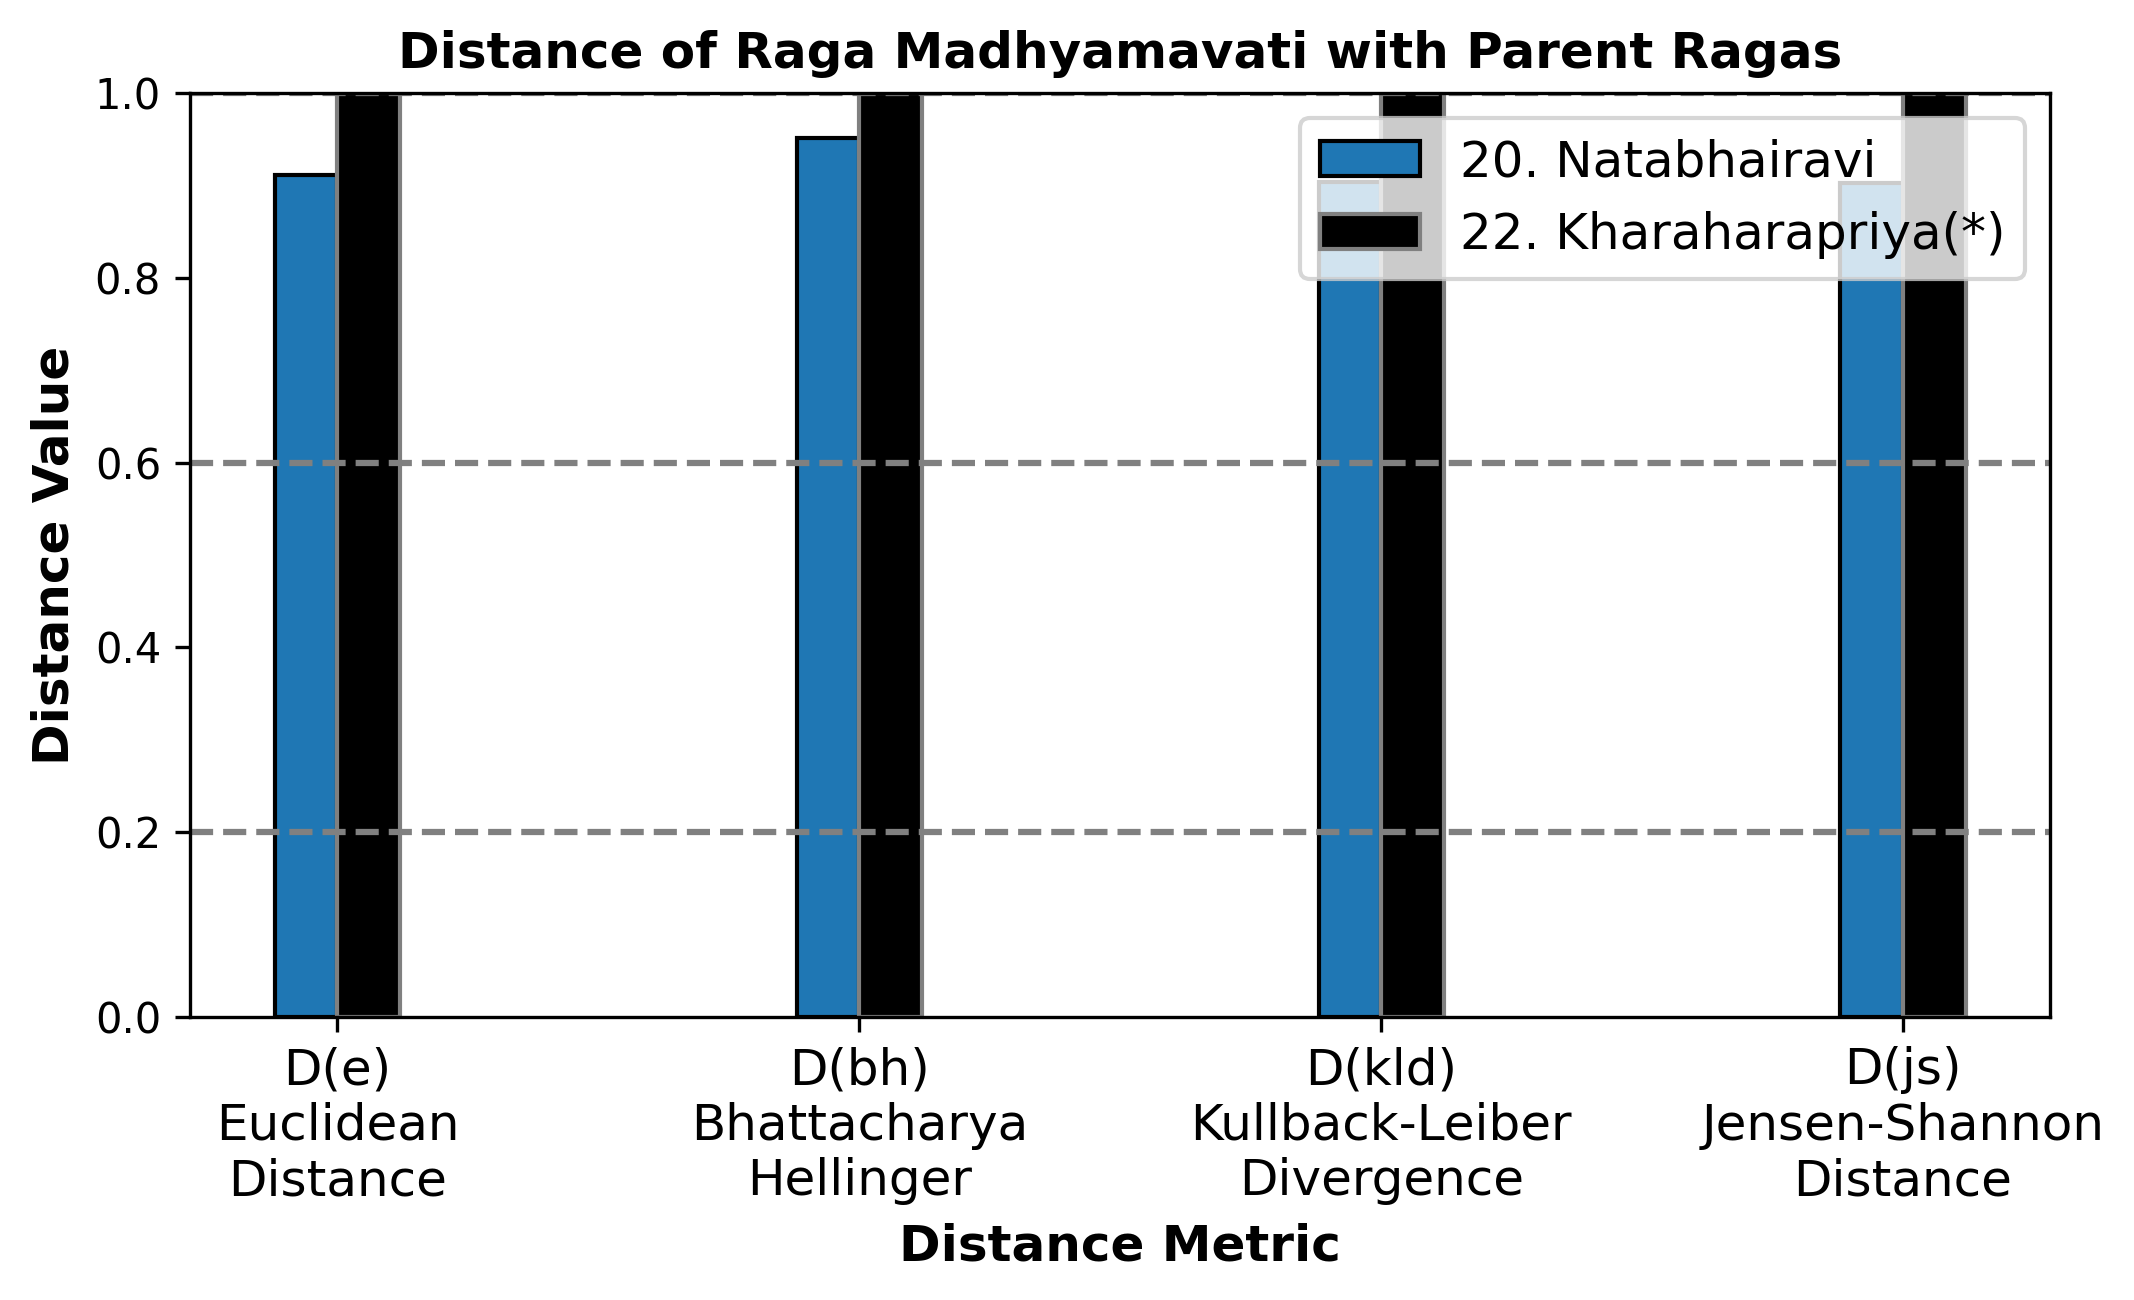 Distance of Raga Madhyamavati with Parent Ragas
1.0
0.8
0.6
0.4
0.2
0.0
Distance Value
20. Natabhairavi
22. Kharaharapriya(*)
D(e)
Euclidean
Distance
D(bh)
Bhattacharya
Hellinger
D(kld)
Kullback-Leiber
Divergence
D(js)
Jensen-Shannon
Distance
Distance Metric